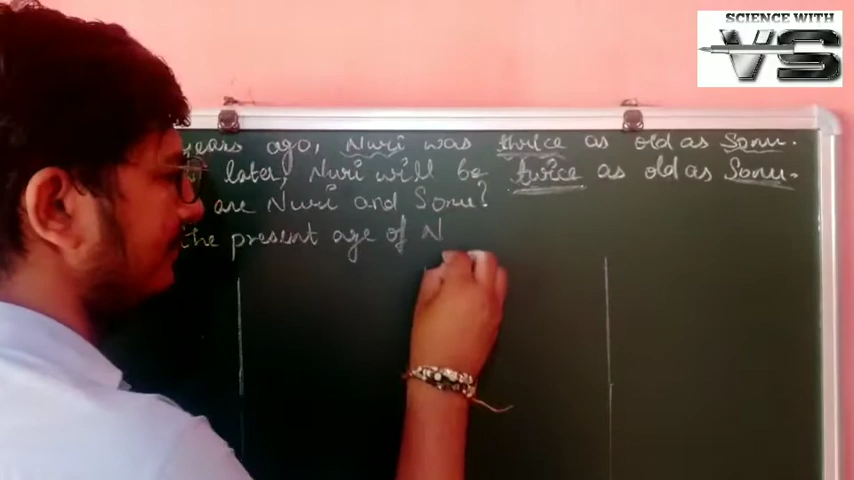 SCIENCE WITH
VS
years ago, Nuri was thrice as old as Sonu.
later, Nuri will be twice as old as Sonu.
are Nuri and Sonu?
the present age of N